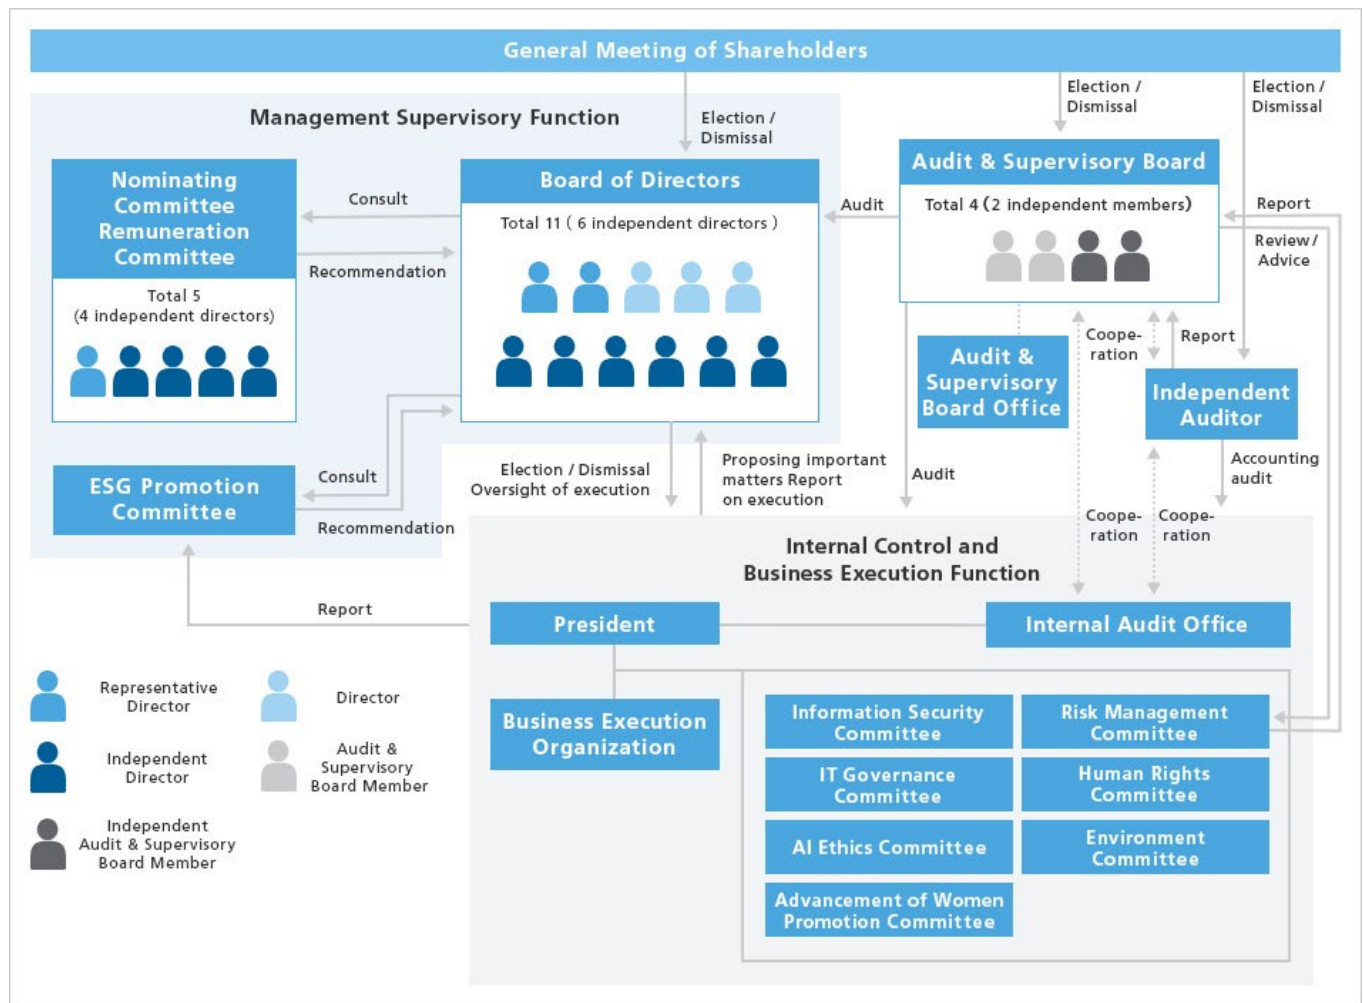 General Meeting of Shareholders
Management Supervisory Function
Election /
Dismissal
Election /
Dismissal
Election /
Dismissal
Nominating
Committee
Remuneration
Committee
Total 5
(4 independent directors)
Consult
Recommendation
Board of Directors
Total 11 ( 6 independent directors )
Audit
Audit & Supervisory Board
Total 4 (2 independent members)
Report
Review /
Advice
Audit &
Supervisory
Board Office
Coope-
ration
Report
Independent
Auditor
ESG Promotion
Committee
Consult
Recommendation
Election / Dismissal
Oversight of execution
Proposing important
matters Report
on execution
Audit
Accounting
audit
Coope-
ration
Coope-
ration
Internal Control and
Business Execution Function
Report
President
Internal Audit Office
Business Execution
Organization
Information Security
Committee
Risk Management
Committee
IT Governance
Committee
Human Rights
Committee
AI Ethics Committee
Environment
Committee
Advancement of Women
Promotion Committee
Representative
Director
Director
Independent
Director
Audit &
Supervisory
Board Member
Independent
Audit & Supervisory
Board Member